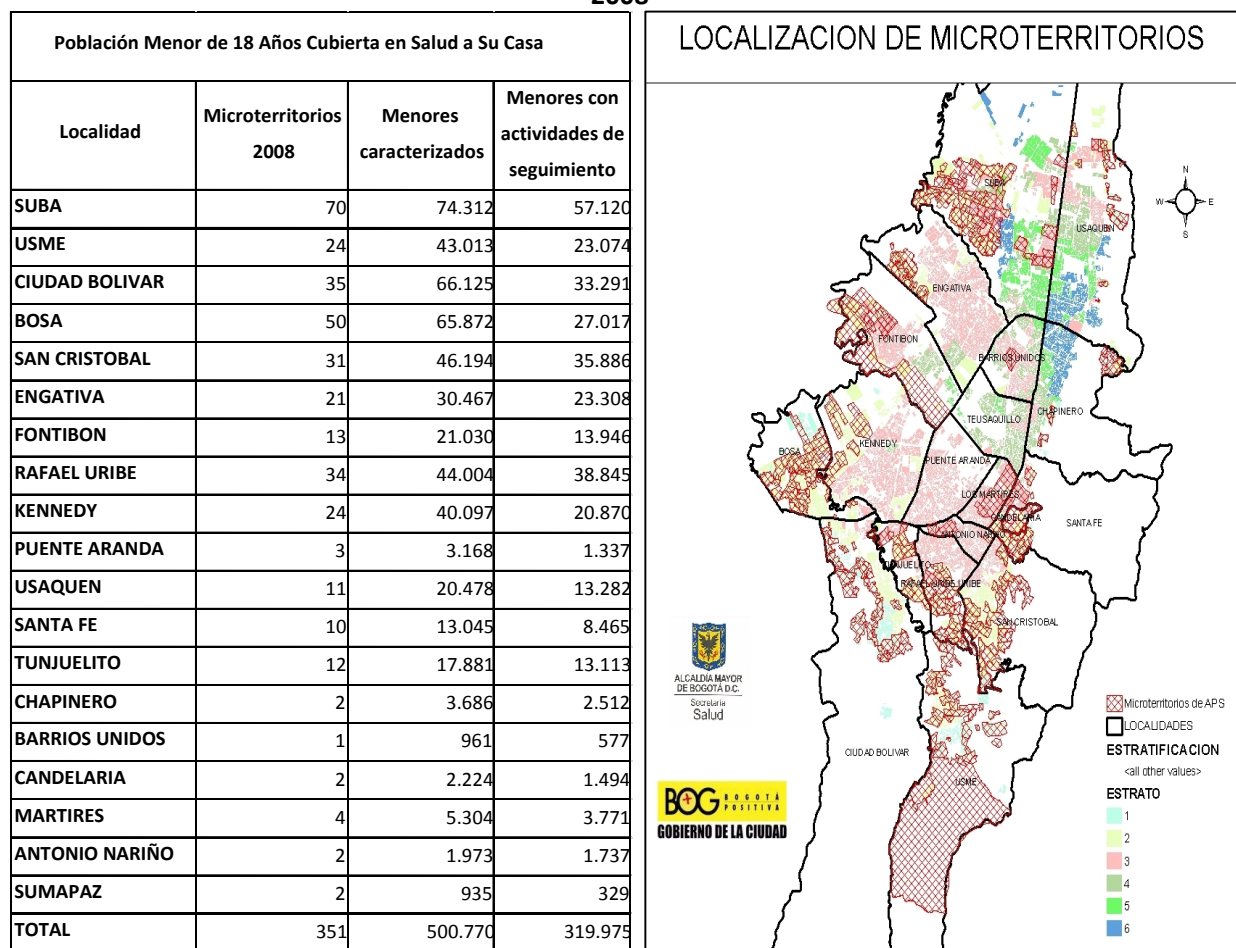 2008
Población Menor de 18 Años Cubierta en Salud a Su Casa
Localidad Microterritorios 2008 Menores caracterizados Menores con actividades de seguimiento
SUBA 70 74.312 57.120
USME 24 43.013 23.074
CIUDAD BOLIVAR 35 66.125 33.291
BOSA 50 65.872 27.017
SAN CRISTOBAL 31 46.194 35.886
ENGATIVA 21 30.467 23.308
FONTIBON 13 21.030 13.946
RAFAEL URIBE 34 44.004 38.845
KENNEDY 24 40.097 20.870
PUENTE ARANDA 3 3.168 1.337
USAQUEN 11 20.478 13.282
SANTA FE 10 13.045 8.465
TUNJUELITO 12 17.881 13.113
CHAPINERO 2 3.686 2.512
BARRIOS UNIDOS 1 961 577
CANDELARIA 2 2.224 1.494
MARTIRES 4 5.304 3.771
ANTONIO NARIÑO 2 1.973 1.737
SUMAPAZ 2 935 329
TOTAL 351 500.770 319.975
LOCALIZACION DE MICROTERRITORIOS
N
W E
S
SUBA
USAQUEN
ENGATIVA
FONTIBON
BARRIOS UNIDOS
CHAPINERO
TEUSAQUILLO
KENNEDY
BOSA
PUENTE ARANDA
LOS MARTIRES
CANDELARIA
SANTA FE
ANTONIO NARIÑO
TUNJUELITO
RAFAEL URIBE URIBE
SAN CRISTOBAL
CIUDAD BOLIVAR
USME
ALCALDÍA MAYOR
DE BOGOTÁ D.C.
Secretaría
Salud
BOG BOGOTÁ
POSITIVA
GOBIERNO DE LA CIUDAD
Microterritorios de APS
LOCALIDADES
ESTRATIFICACION
<all other values>
ESTRATO
1
2
3
4
5
6